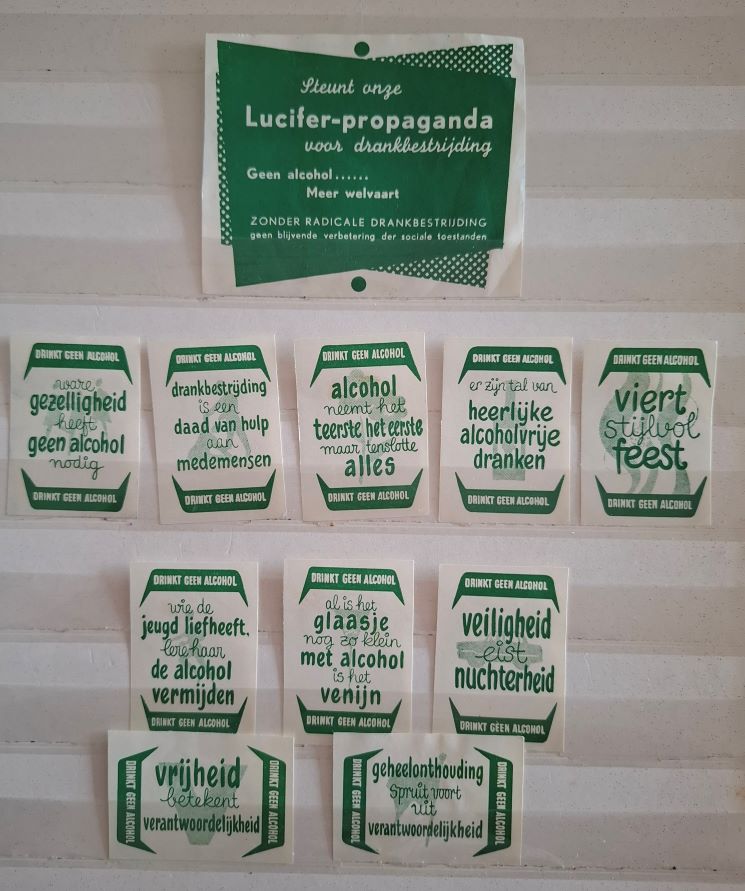 Steunt onze
Lucifer-propaganda
voor drankbestrijding
Geen alcohol......
Meer welvaart
ZONDER RADICALE DRANKBESTRIJDING
geen blijvende verbetering der sociale toestanden
DRINKT GEEN ALCOHOL
ware
gezelligheid
heeft
geen alcohol
nodig
DRINKT GEEN ALCOHOL
DRINKT GEEN ALCOHOL
drankbestrijding
is een
daad van hulp
aan
medemensen
DRINKT GEEN ALCOHOL
DRINKT GEEN ALCOHOL
alcohol
neemt het
teerste het eerste
maar tenslotte
alles
DRINKT GEEN ALCOHOL
DRINKT GEEN ALCOHOL
er zijn tal van
heerlijke
alcoholvrije
dranken
DRINKT GEEN ALCOHOL
DRINKT GEEN ALCOHOL
viert
stijlvol
feest
DRINKT GEEN ALCOHOL
DRINKT GEEN ALCOHOL
wie de
jeugd liefheeft,
lere haar
de alcohol
vermijden
DRINKT GEEN ALCOHOL
DRINKT GEEN ALCOHOL
al is het
glaasje
nog zo klein
met alcohol
is het
venijn
DRINKT GEEN ALCOHOL
DRINKT GEEN ALCOHOL
veiligheid
eist
nuchterheid
DRINKT GEEN ALCOHOL
DRINKT GEEN ALCOHOL
vrijheid
betekent
verantwoordelijkheid
DRINKT GEEN ALCOHOL
DRINKT GEEN ALCOHOL
geheelonthouding
spruit voort
uit
verantwoordelijkheid
DRINKT GEEN ALCOHOL